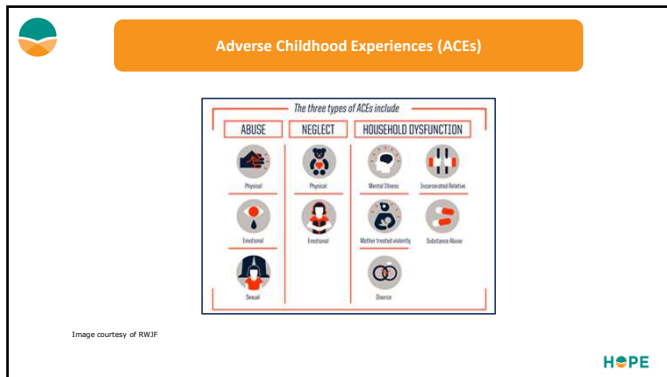 Adverse Childhood Experiences (ACEs)
The three types of ACEs include
ABUSE
NEGLECT
HOUSEHOLD DYSFUNCTION
Physical
Physical
Mental Illness
Incarcerated Relative
Emotional
Emotional
Mother treated violently
Substance Abuse
Sexual
Divorce
Image courtesy of RWJF
HOPE